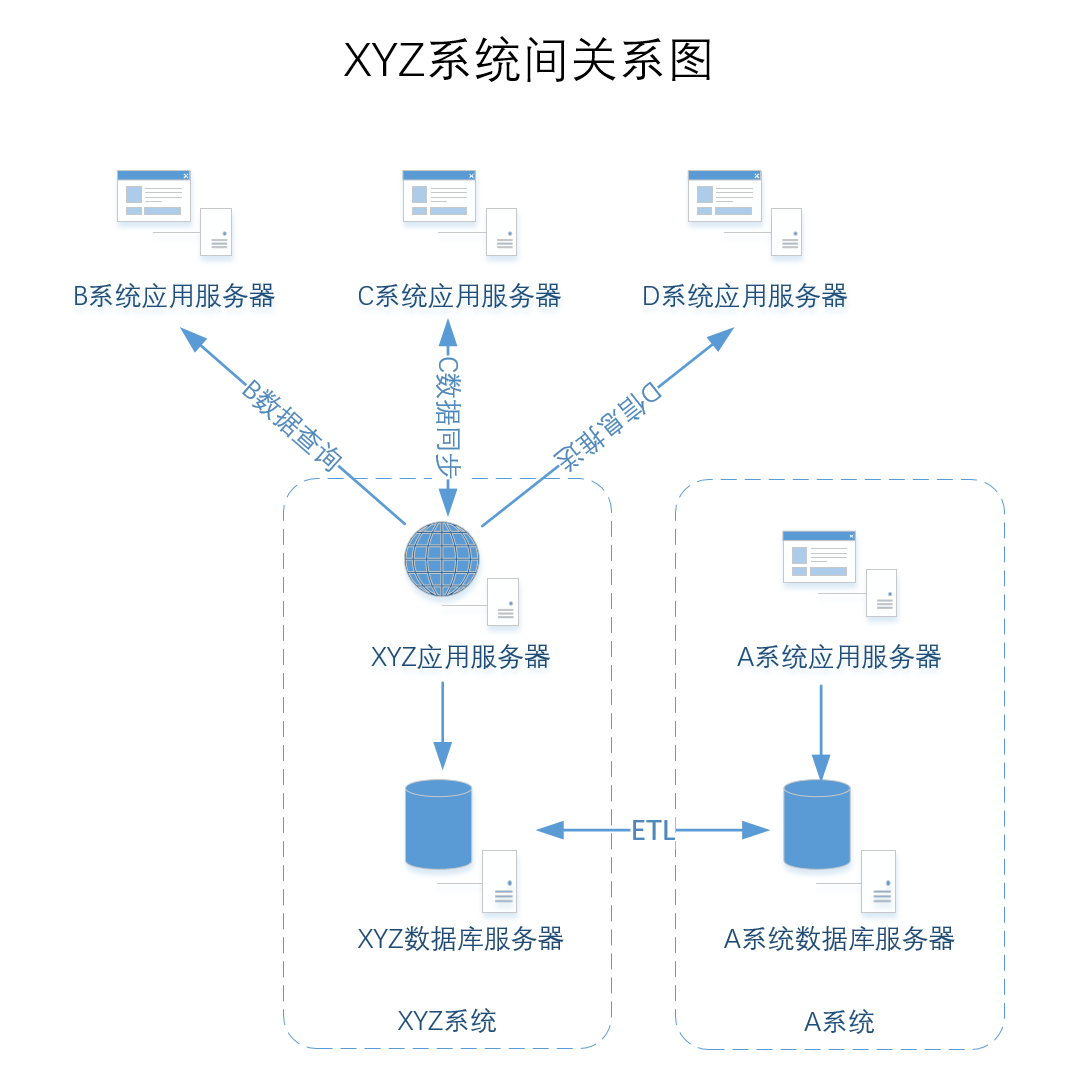 XYZ系统间关系图
B系统应用服务器
C系统应用服务器
D系统应用服务器
B数据查询
C数据同步
D信息推送
XYZ应用服务器
A系统应用服务器
ETL
XYZ数据库服务器
A系统数据库服务器
XYZ系统
A系统